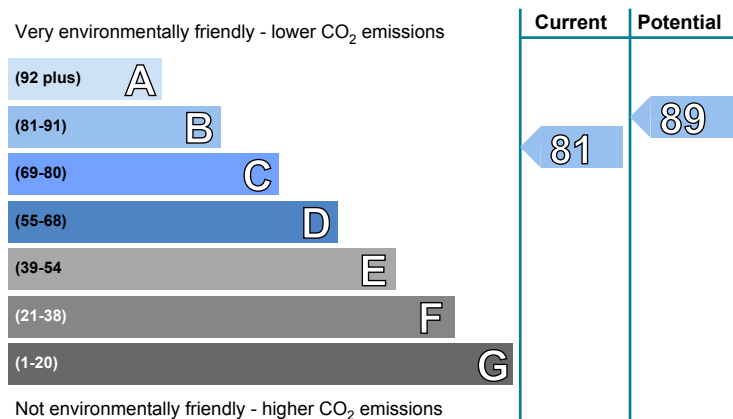 Very environmentally friendly - lower CO₂ emissions
Current Potential
(92 plus) A
(81-91) B
(69-80) C
(55-68) D
(39-54 E
(21-38) F
(1-20) G
81
89
Not environmentally friendly - higher CO₂ emissions